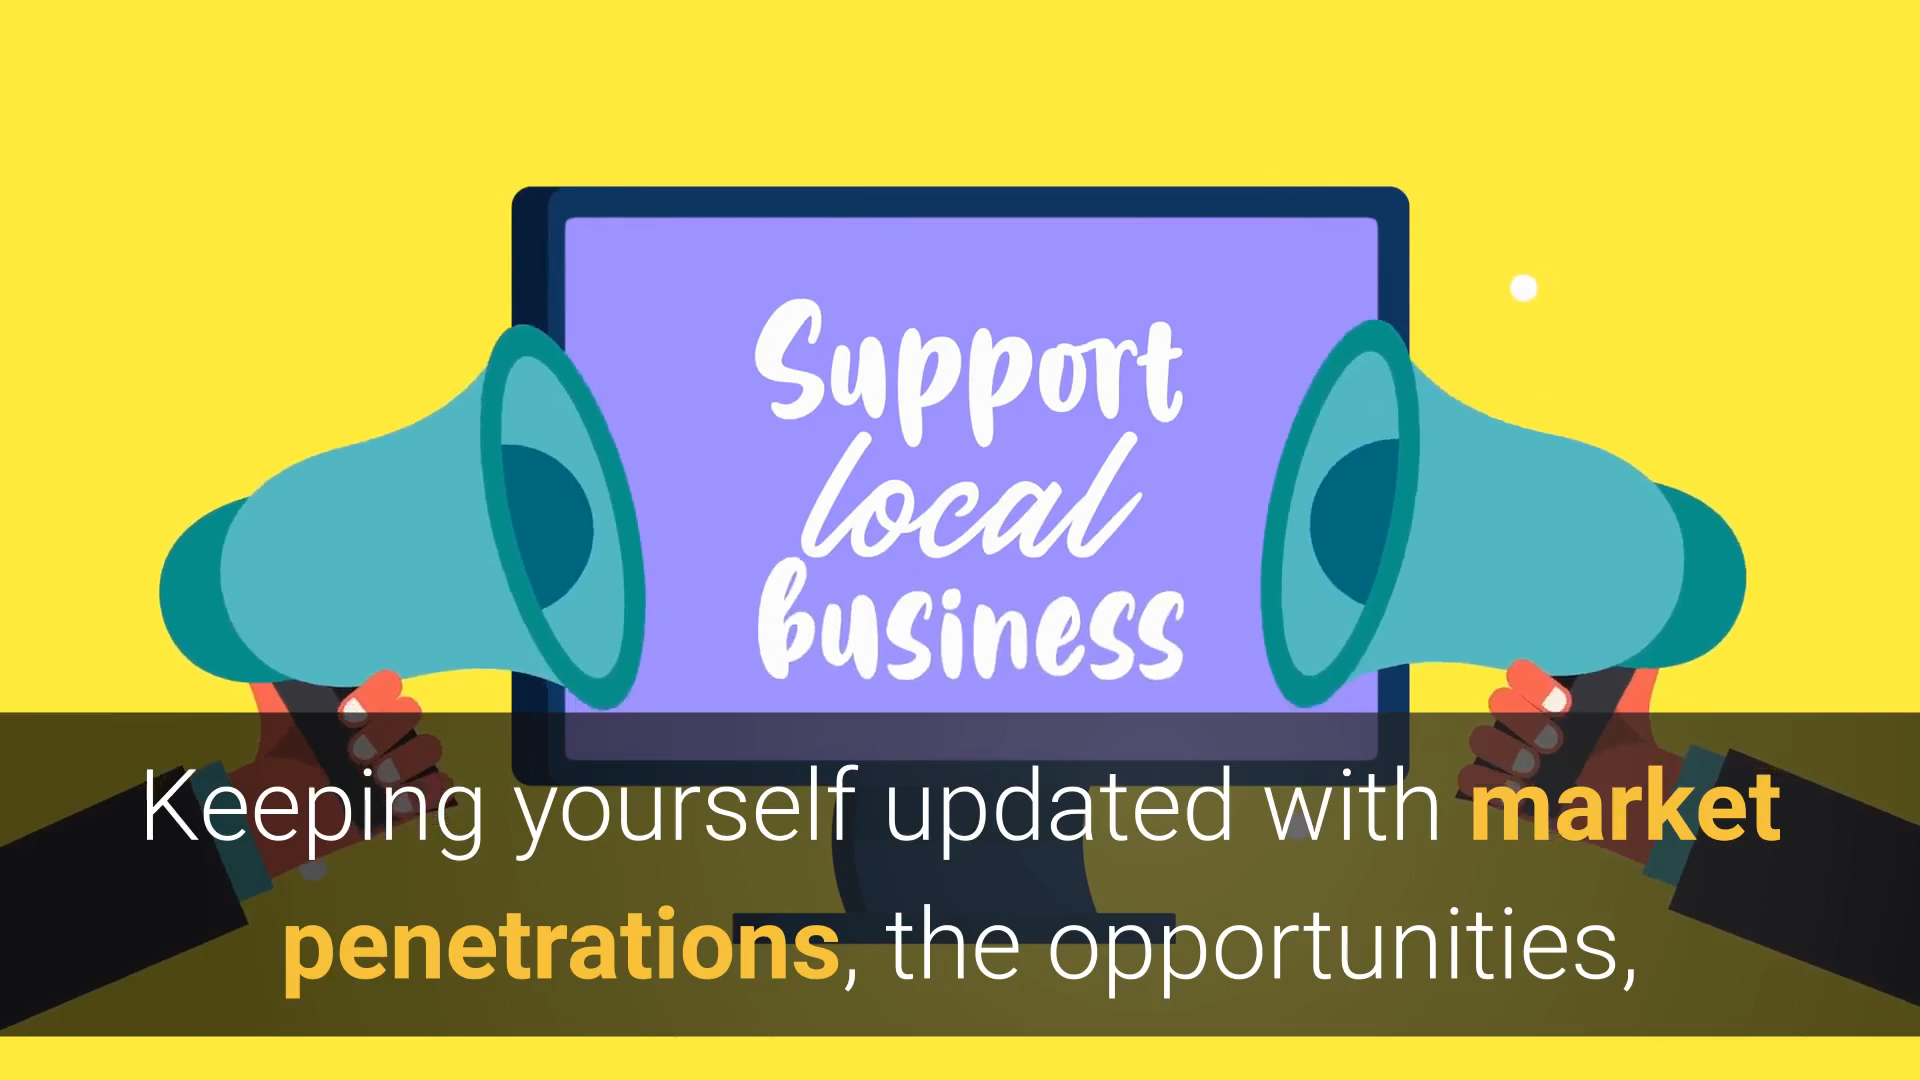 Support
local
business
Keeping yourself updated with market
penetrations, the opportunities,